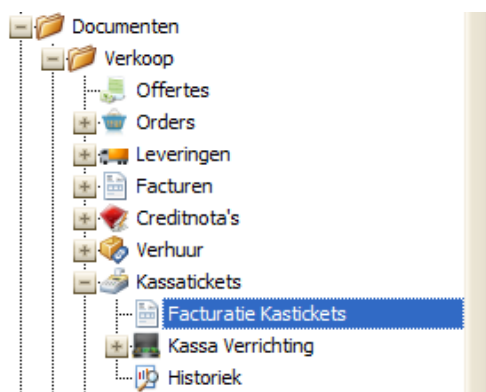 Documenten
Verkoop
Offertes
Orders
Leveringen
Facturen
Creditnota's
Verhuur
Kassatickets
Facturatie Kastickets
Kassa Verrichting
Historiek